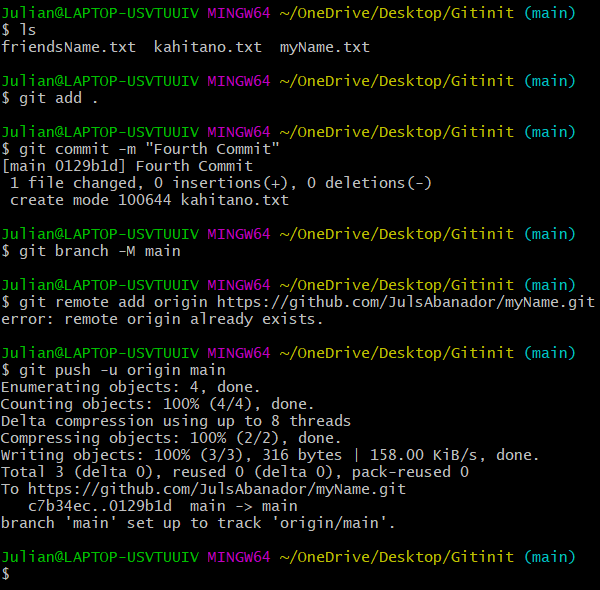 Julian@LAPTOP-USVTUUIV MINGW64 ~/OneDrive/Desktop/Gitinit (main)
$ ls
friendsName.txt  kahitano.txt  myName.txt

Julian@LAPTOP-USVTUUIV MINGW64 ~/OneDrive/Desktop/Gitinit (main)
$ git add .

Julian@LAPTOP-USVTUUIV MINGW64 ~/OneDrive/Desktop/Gitinit (main)
$ git commit -m "Fourth Commit"
[main 0129b1d] Fourth Commit
 1 file changed, 0 insertions(+), 0 deletions(-)
 create mode 100644 kahitano.txt

Julian@LAPTOP-USVTUUIV MINGW64 ~/OneDrive/Desktop/Gitinit (main)
$ git branch -M main

Julian@LAPTOP-USVTUUIV MINGW64 ~/OneDrive/Desktop/Gitinit (main)
$ git remote add origin https://github.com/JulsAbanador/myName.git
error: remote origin already exists.

Julian@LAPTOP-USVTUUIV MINGW64 ~/OneDrive/Desktop/Gitinit (main)
$ git push -u origin main
Enumerating objects: 4, done.
Counting objects: 100% (4/4), done.
Delta compression using up to 8 threads
Compressing objects: 100% (2/2), done.
Writing objects: 100% (3/3), 316 bytes | 158.00 KiB/s, done.
Total 3 (delta 0), reused 0 (delta 0), pack-reused 0
To https://github.com/JulsAbanador/myName.git
   c7b34ec..0129b1d  main -> main
branch 'main' set up to track 'origin/main'.

Julian@LAPTOP-USVTUUIV MINGW64 ~/OneDrive/Desktop/Gitinit (main)
$